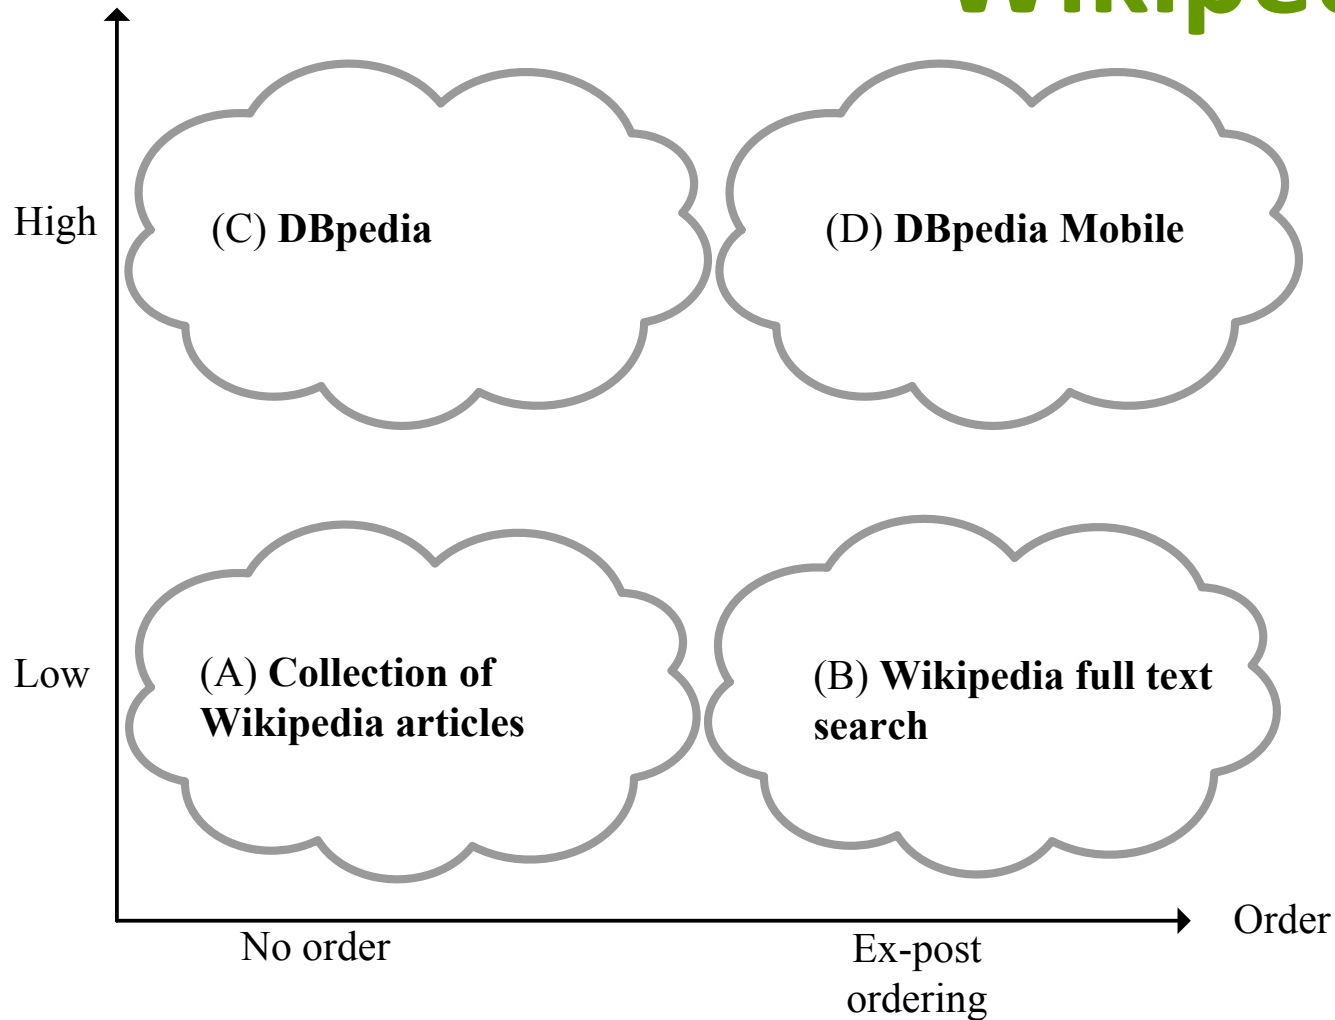 High
(C) DBpedia
(D) DBpedia Mobile
Low
(A) Collection of
Wikipedia articles
(B) Wikipedia full text
search
Order
No order
Ex-post
ordering